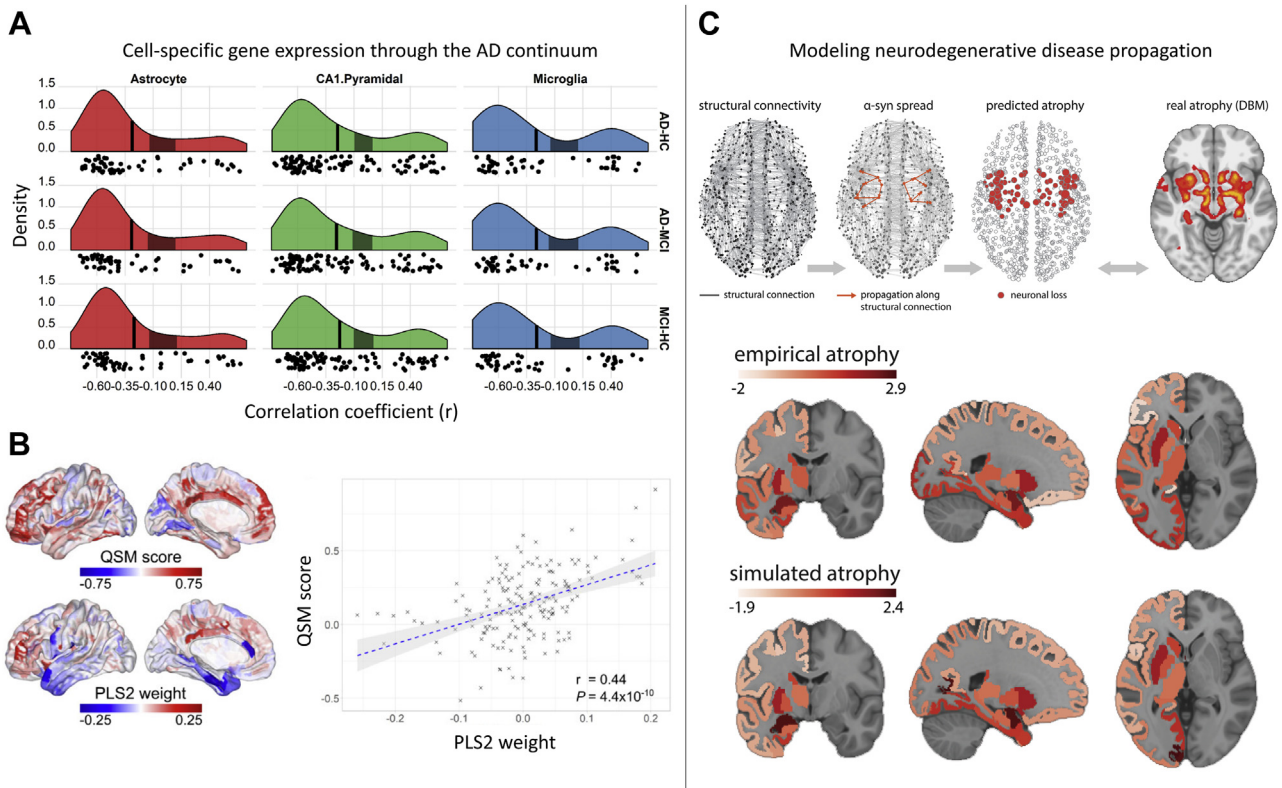 A
Cell-specific gene expression through the AD continuum
Astrocyte
CA1.Pyramidal
Microglia
1.5
1.0
0.5
0.0
AD-HC
1.5
1.0
0.5
0.0
AD-MCI
1.5
1.0
0.5
0.0
MCI-HC
Density
-0.60 -0.35 -0.10 0.15 0.40
-0.60 -0.35 -0.10 0.15 0.40
-0.60 -0.35 -0.10 0.15 0.40
Correlation coefficient (r)
B
QSM score
-0.75 0.75
PLS2 weight
-0.25 0.25
QSM score
0.5
0.0
-0.5
r = 0.44
P = 4.4x10⁻¹⁰
-0.2 -0.1 0.0 0.1 0.2
PLS2 weight
C
Modeling neurodegenerative disease propagation
structural connectivity
α-syn spread
predicted atrophy
real atrophy (DBM)
structural connection
propagation along
structural connection
neuronal loss
empirical atrophy
-2 2.9
simulated atrophy
-1.9 2.4